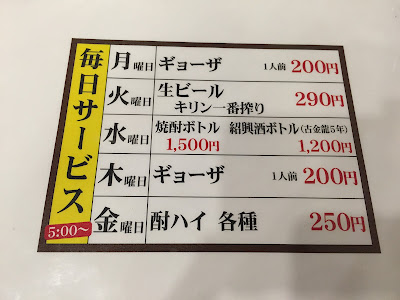 毎日サービス
5:00〜
月曜日 ギョーザ 1人前 200円
火曜日 生ビール
キリン一番搾り 290円
水曜日 焼酎ボトル 紹興酒ボトル(古金龍5年)
1,500円 1,200円
木曜日 ギョーザ 1人前 200円
金曜日 酎ハイ 各種 250円